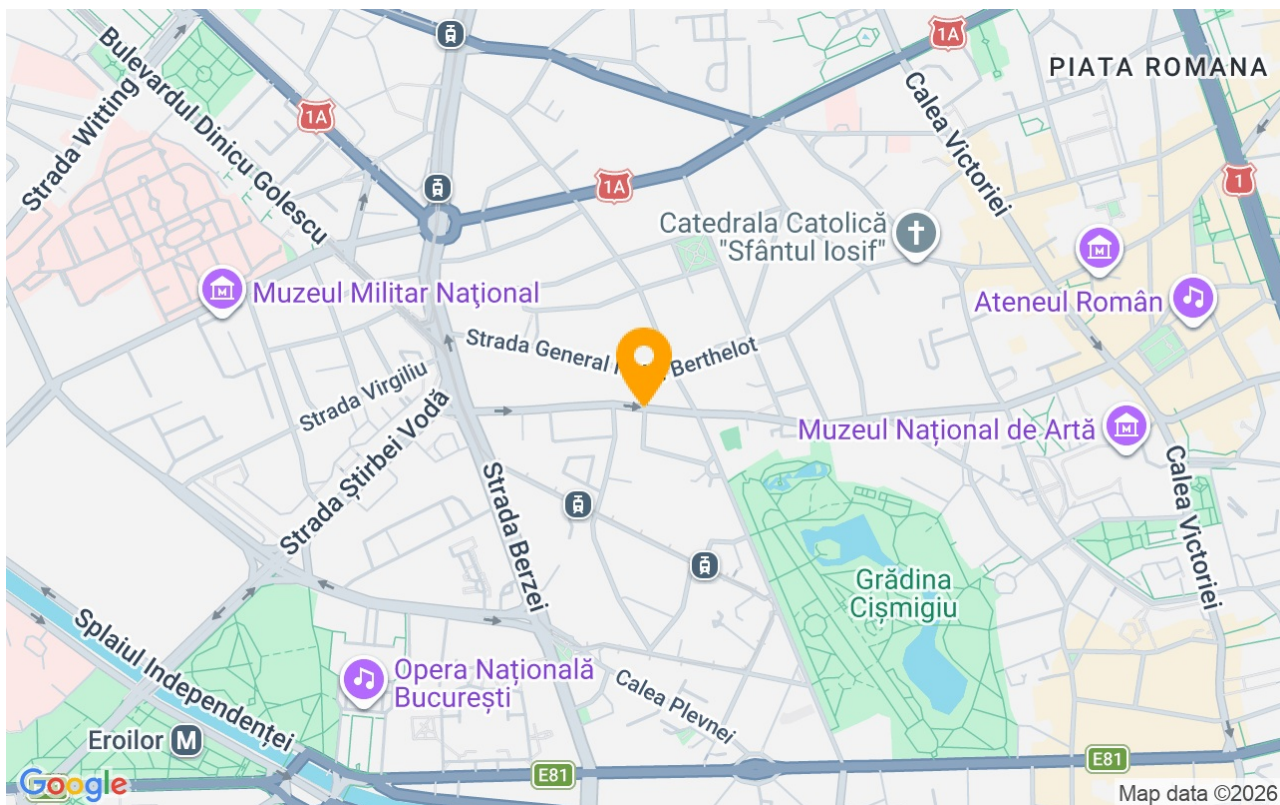 Bulevardul Dinicu Golescu
Strada Witting
1A
1A
1A
Calea Victoriei
PIATA ROMANA
1
Catedrala Catolică
"Sfântul Iosif"
Muzeul Militar Naţional
Ateneul Român
Strada General
Berthelot
Strada Virgiliu
Strada Știrbei Vodă
Muzeul Național de Artă
Strada Berzei
Calea Victoriei
Grădina
Cișmigiu
Splaiul Independenței
Opera Națională
București
Calea Plevnei
Eroilor M
E81
E81
Google
Map data ©2026